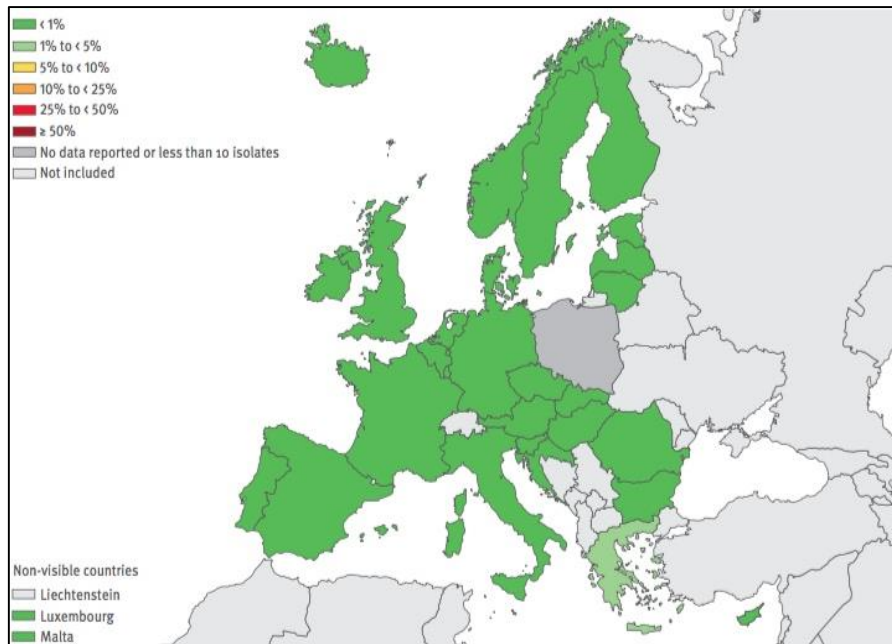 < 1%
1% to < 5%
5% to < 10%
10% to < 25%
25% to < 50%
≥ 50%
No data reported or less than 10 isolates
Not included
Non-visible countries
Liechtenstein
Luxembourg
Malta